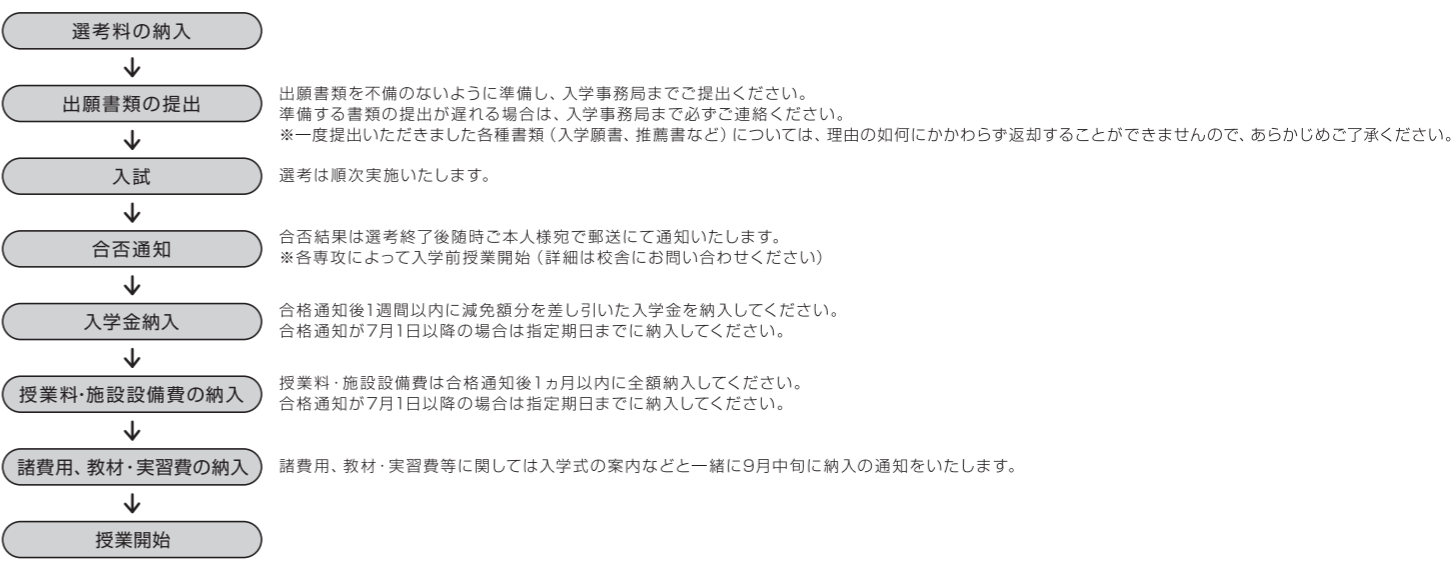 選考料の納入
↓
出願書類の提出
出願書類を不備のないように準備し、入学事務局までご提出ください。
準備する書類の提出が遅れる場合は、入学事務局まで必ずご連絡ください。
※一度提出いただきました各種書類（入学願書、推薦書など）については、理由の如何にかかわらず返却することができませんので、あらかじめご了承ください。
↓
入試
選考は順次実施いたします。
↓
合否通知
合否結果は選考終了後随時ご本人様宛で郵送にて通知いたします。
※各専攻によって入学前授業開始（詳細は校舎にお問い合わせください）
↓
入学金納入
合格通知後1週間以内に減免額分を差し引いた入学金を納入してください。
合格通知が7月1日以降の場合は指定期日までに納入してください。
↓
授業料・施設設備費の納入
授業料・施設設備費は合格通知後1ヵ月以内に全額納入してください。
合格通知が7月1日以降の場合は指定期日までに納入してください。
↓
諸費用、教材・実習費の納入
諸費用、教材・実習費等に関しては入学式の案内などと一緒に9月中旬に納入の通知をいたします。
↓
授業開始